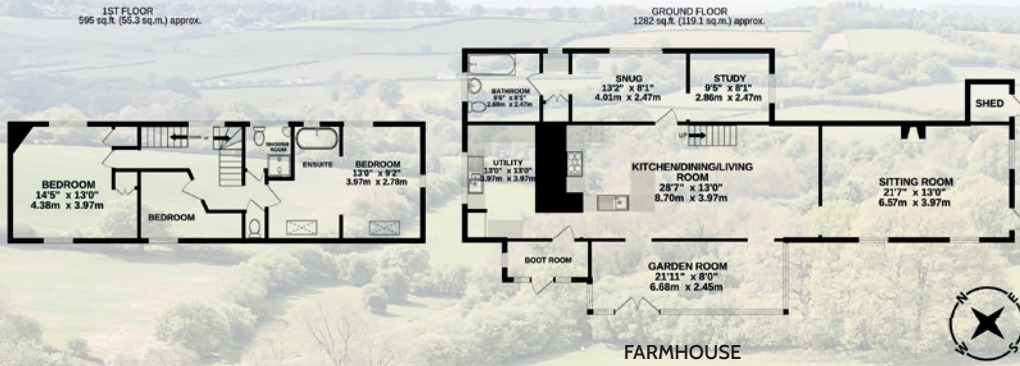 1ST FLOOR
595 sq.ft. (55.3 sq.m.) approx.
GROUND FLOOR
1282 sq.ft. (119.1 sq.m.) approx.
BATHROOM
8'1"
2.47m
SNUG
13'2" x 8'1"
4.01m x 2.47m
STUDY
9'5" x 8'1"
2.86m x 2.47m
SHED
BEDROOM
14'5" x 13'0"
4.38m x 3.97m
BEDROOM
SHOWER
ROOM
ENSUITE
BEDROOM
13'0" x 9'2"
3.97m x 2.78m
UTILITY
13'0" x 13'0"
3.97m x 3.97m
UP
KITCHEN/DINING/LIVING
ROOM
28'7" x 13'0"
8.70m x 3.97m
SITTING ROOM
21'7" x 13'0"
6.57m x 3.97m
BOOT ROOM
GARDEN ROOM
21'11" x 8'0"
6.68m x 2.45m
N
E
W
S
FARMHOUSE